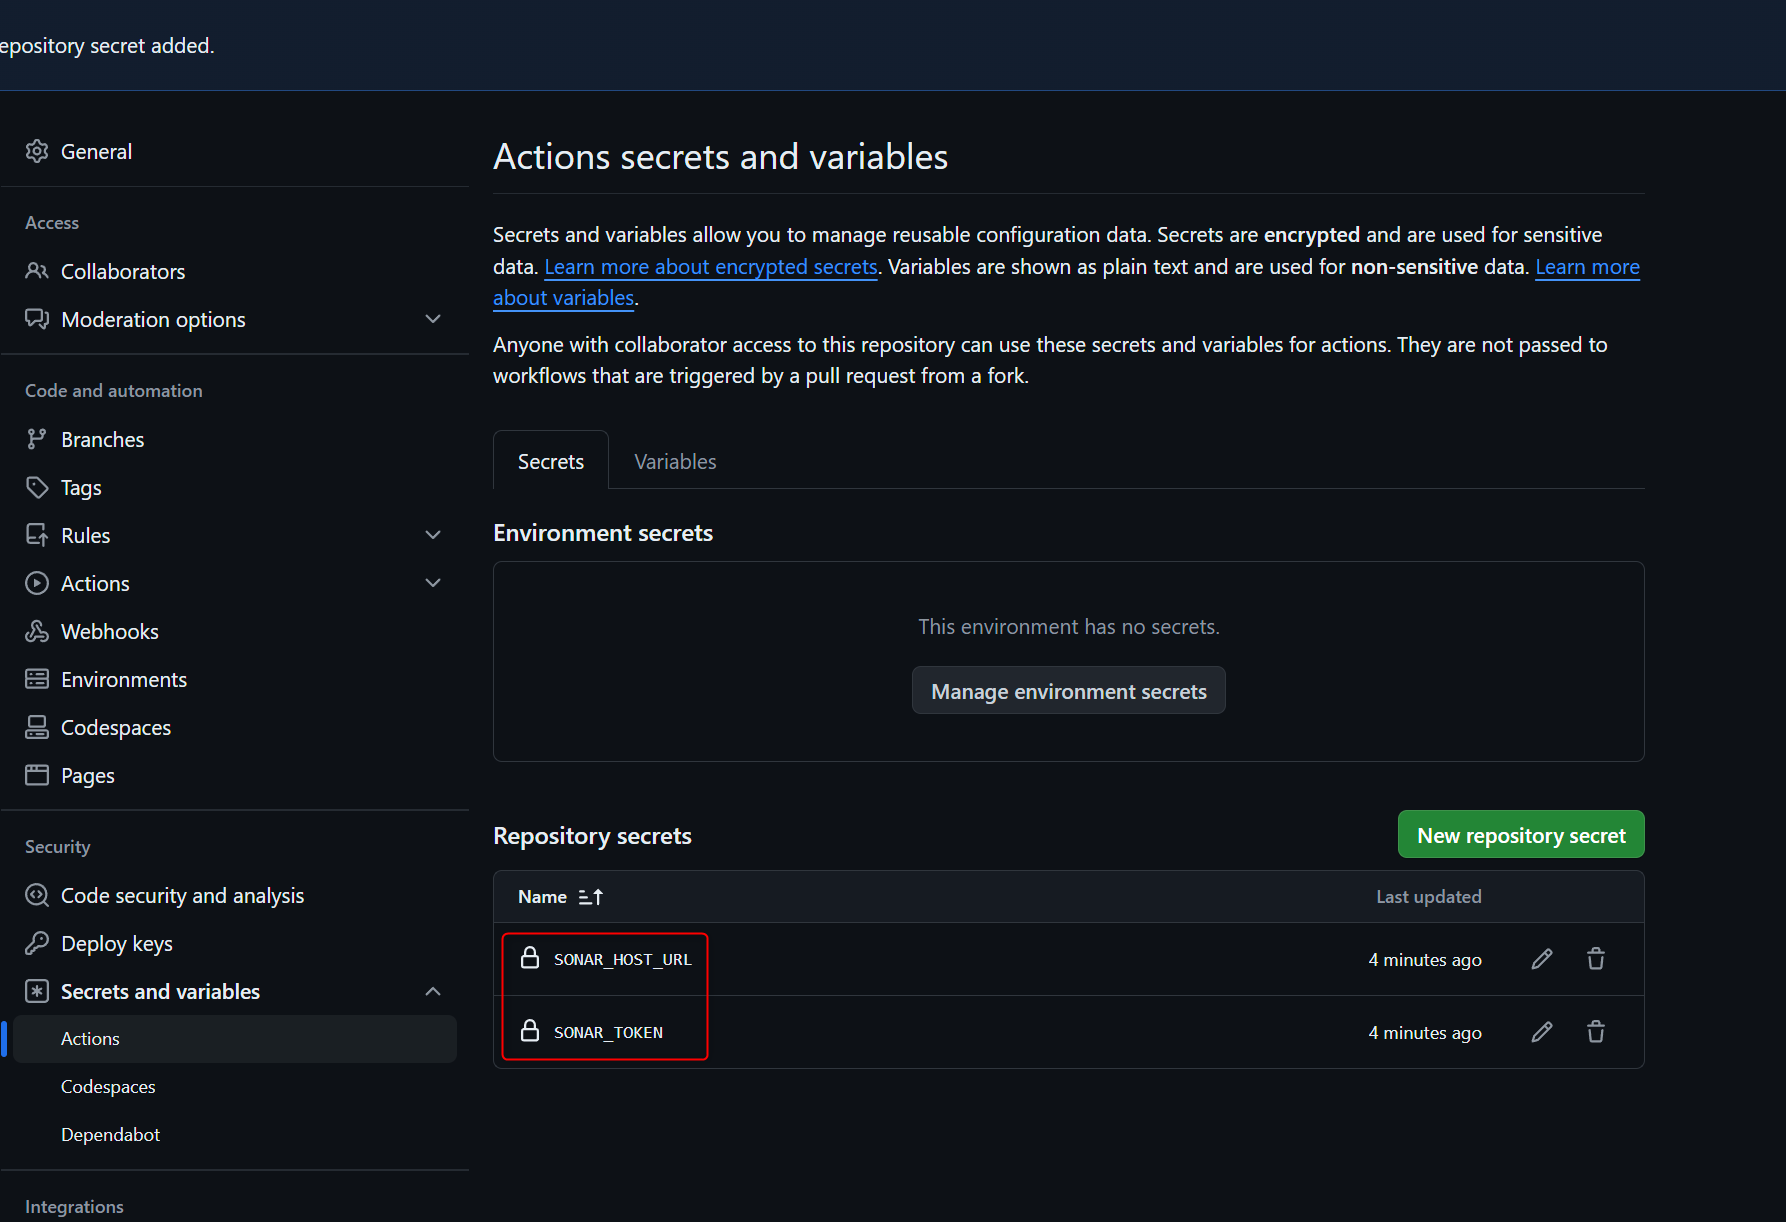 epository secret added.
General
Access
Collaborators
Moderation options
Code and automation
Branches
Tags
Rules
Actions
Webhooks
Environments
Codespaces
Pages
Security
Code security and analysis
Deploy keys
Secrets and variables
Actions
Codespaces
Dependabot
Integrations
Actions secrets and variables
Secrets and variables allow you to manage reusable configuration data. Secrets are encrypted and are used for sensitive
data. Learn more about encrypted secrets. Variables are shown as plain text and are used for non-sensitive data. Learn more
about variables.
Anyone with collaborator access to this repository can use these secrets and variables for actions. They are not passed to
workflows that are triggered by a pull request from a fork.
Secrets Variables
Environment secrets
This environment has no secrets.
Manage environment secrets
Repository secrets New repository secret
Name Last updated
SONAR_HOST_URL 4 minutes ago
SONAR_TOKEN 4 minutes ago